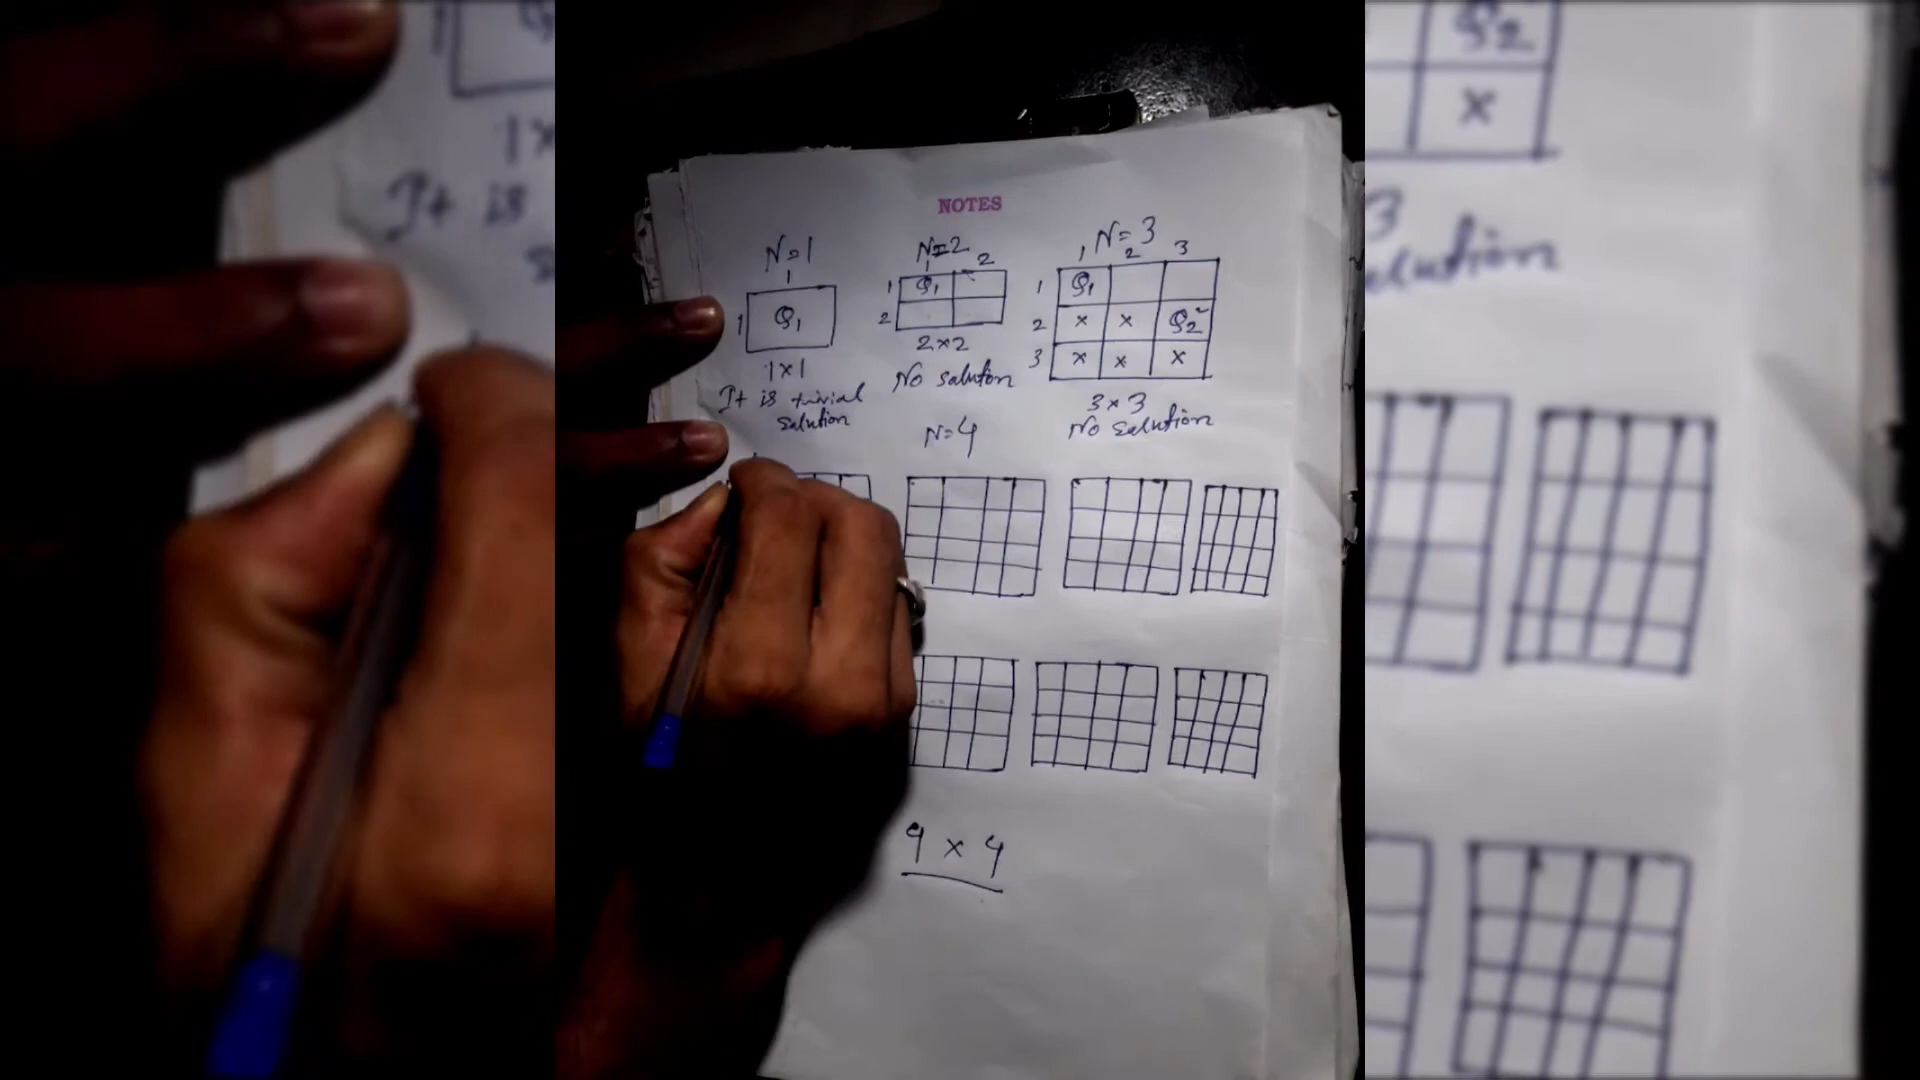 NOTES
N=1
1
1
Q1
1×1
It is trivial
solution
N=2
1 2
1 Q1
2
2×2
No solution
N=3
1 2 3
1 Q1
2 × × Q2
3 × × ×
3×3
No solution
N=4
4 × 4